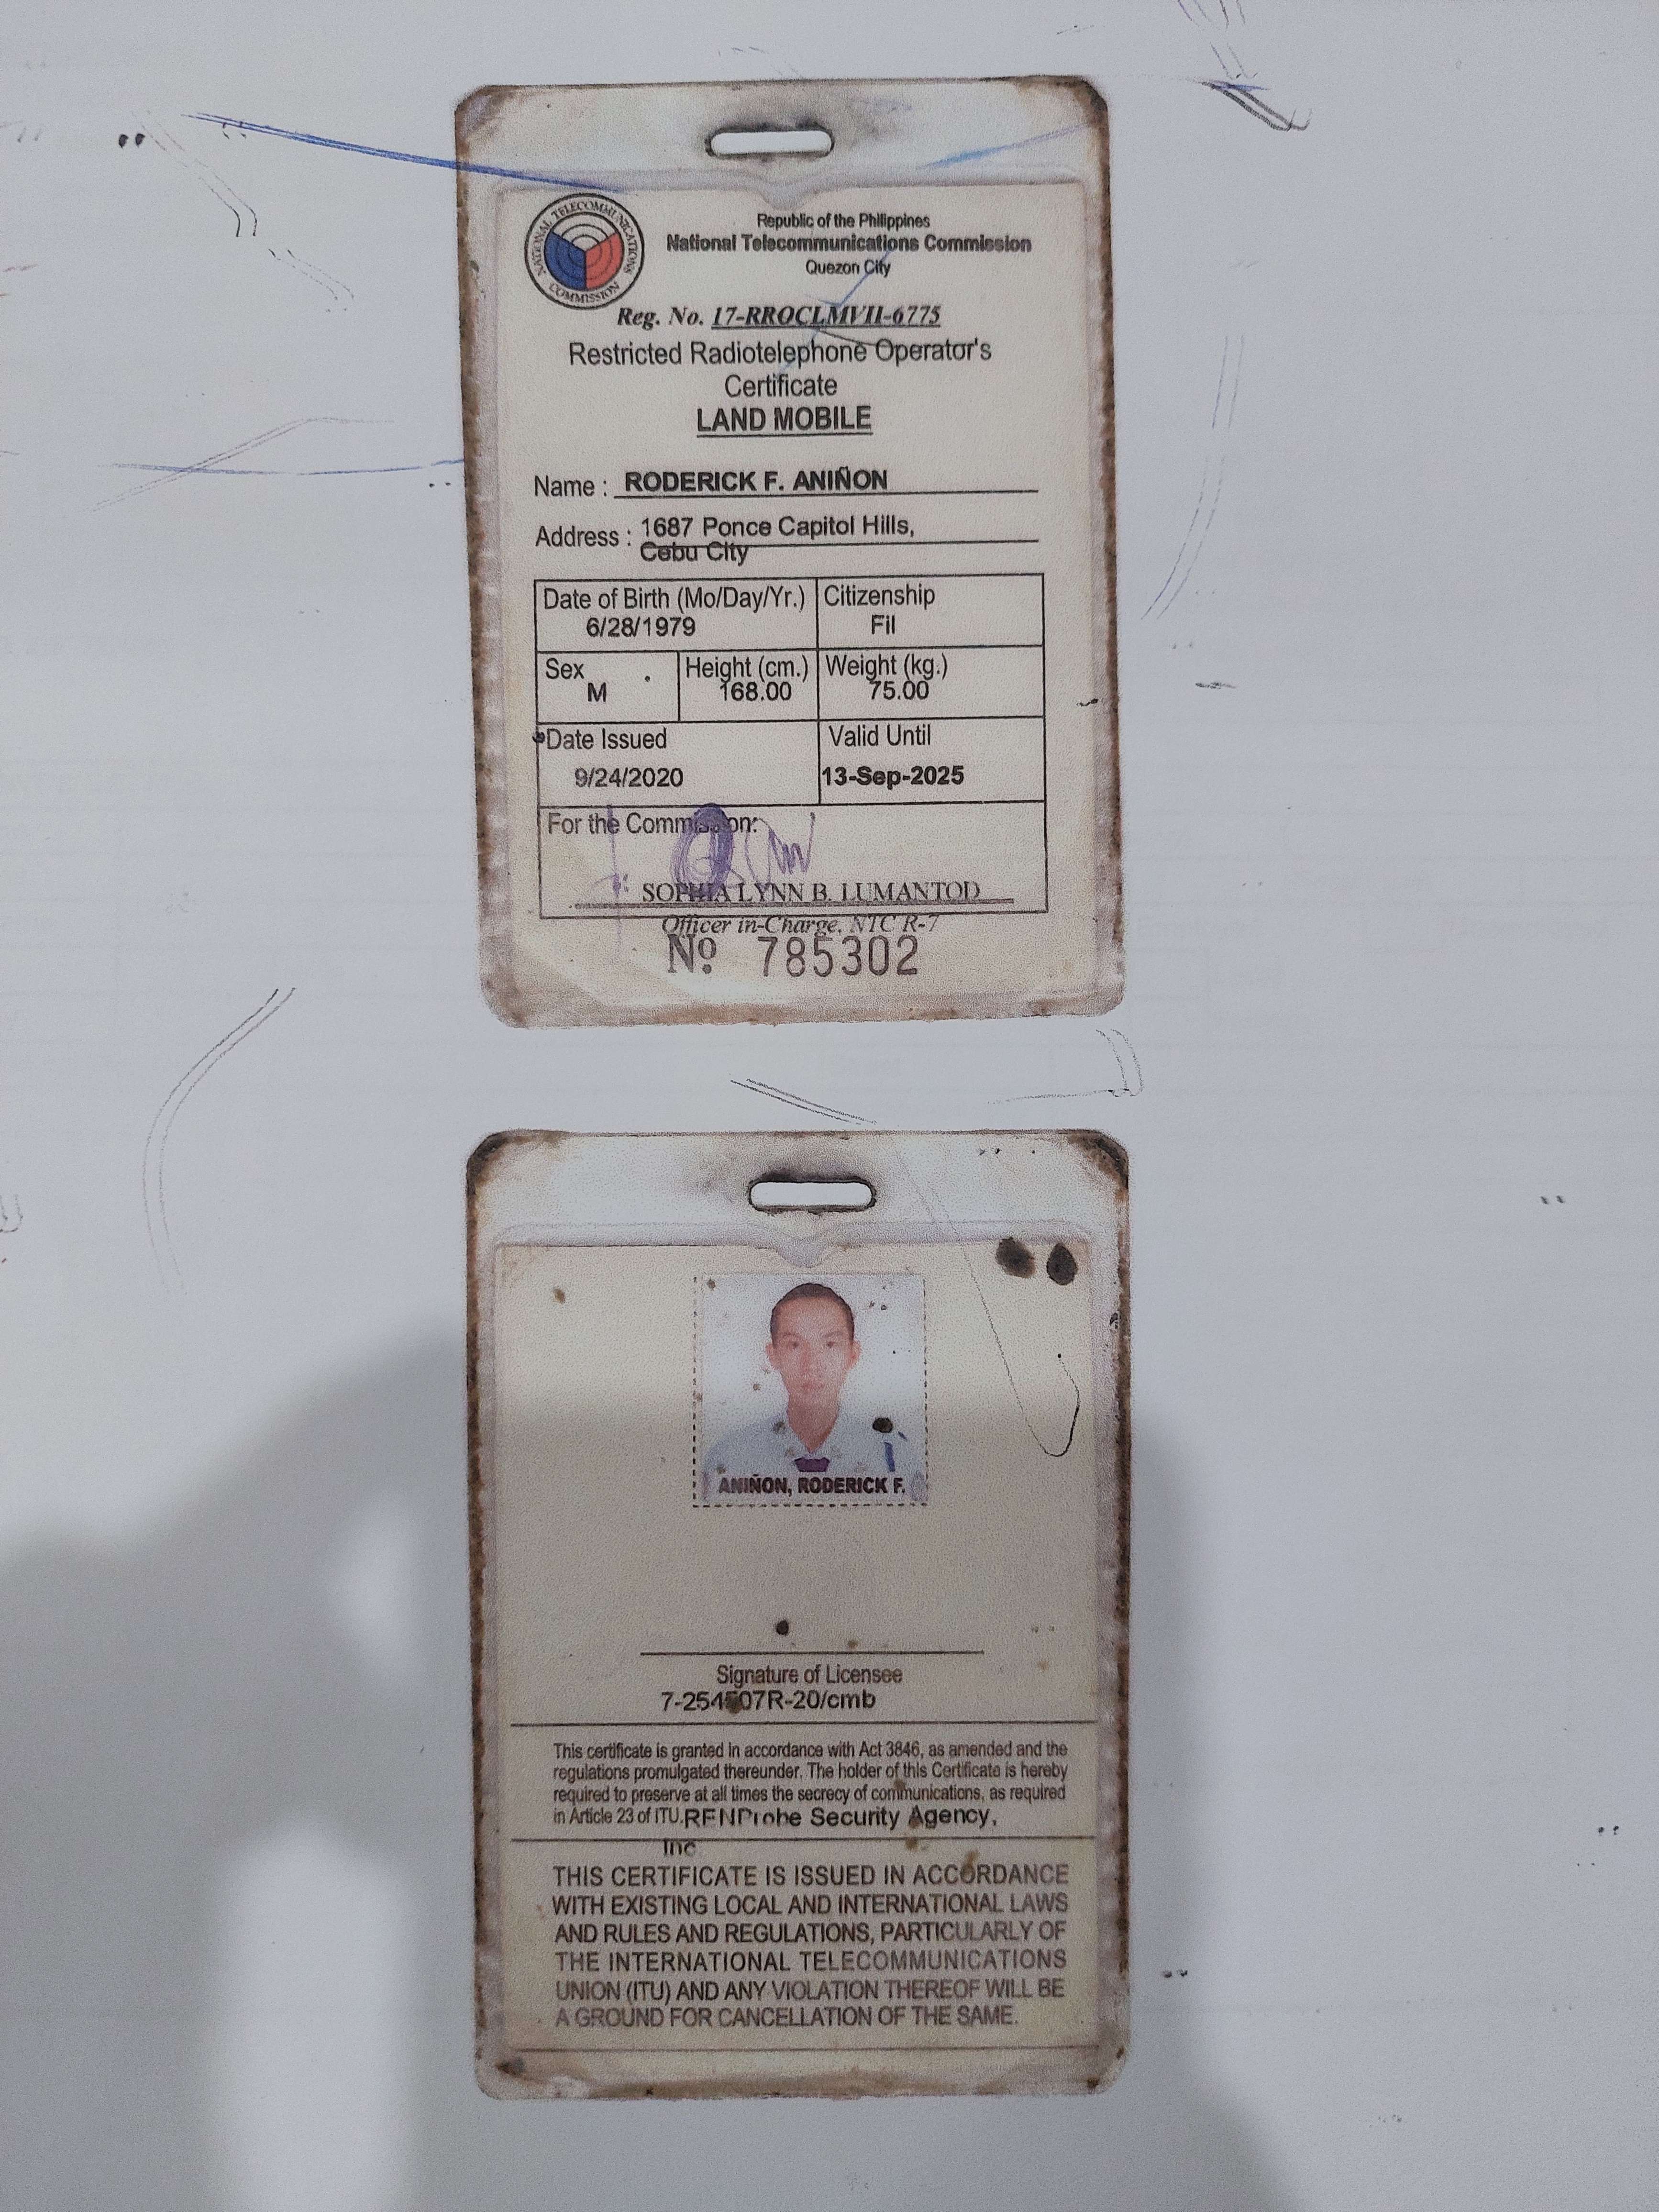 NATIONAL TELECOMMUNICATIONS COMMISSION
Republic of the Philippines
National Telecommunications Commission
Quezon City
Reg. No. 17-RROCLMVII-6775
Restricted Radiotelephone Operator's
Certificate
LAND MOBILE
Name : RODERICK F. ANIÑON
Address : 1687 Ponce Capitol Hills,
Cebu City
Date of Birth (Mo/Day/Yr.) Citizenship
6/28/1979 Fil
Sex Height (cm.) Weight (kg.)
M 168.00 75.00
Date Issued Valid Until
9/24/2020 13-Sep-2025
For the Commission:
SOPHIA LYNN B. LUMANTOD
Officer in-Charge, NTC R-7
Nº 785302
ANIÑON, RODERICK F.
Signature of Licensee
This certificate is granted in accordance with Act 3846, as amended and the
regulations promulgated thereunder. The holder of this Certificate is hereby
required to preserve at all times the secrecy of communications, as required
in Article 23 of ITU. Security Agency,
Inc
THIS CERTIFICATE IS ISSUED IN ACCORDANCE
WITH EXISTING LOCAL AND INTERNATIONAL LAWS
AND RULES AND REGULATIONS, PARTICULARLY OF
THE INTERNATIONAL TELECOMMUNICATIONS
UNION (ITU) AND ANY VIOLATION THEREOF WILL BE
A GROUND FOR CANCELLATION OF THE SAME.